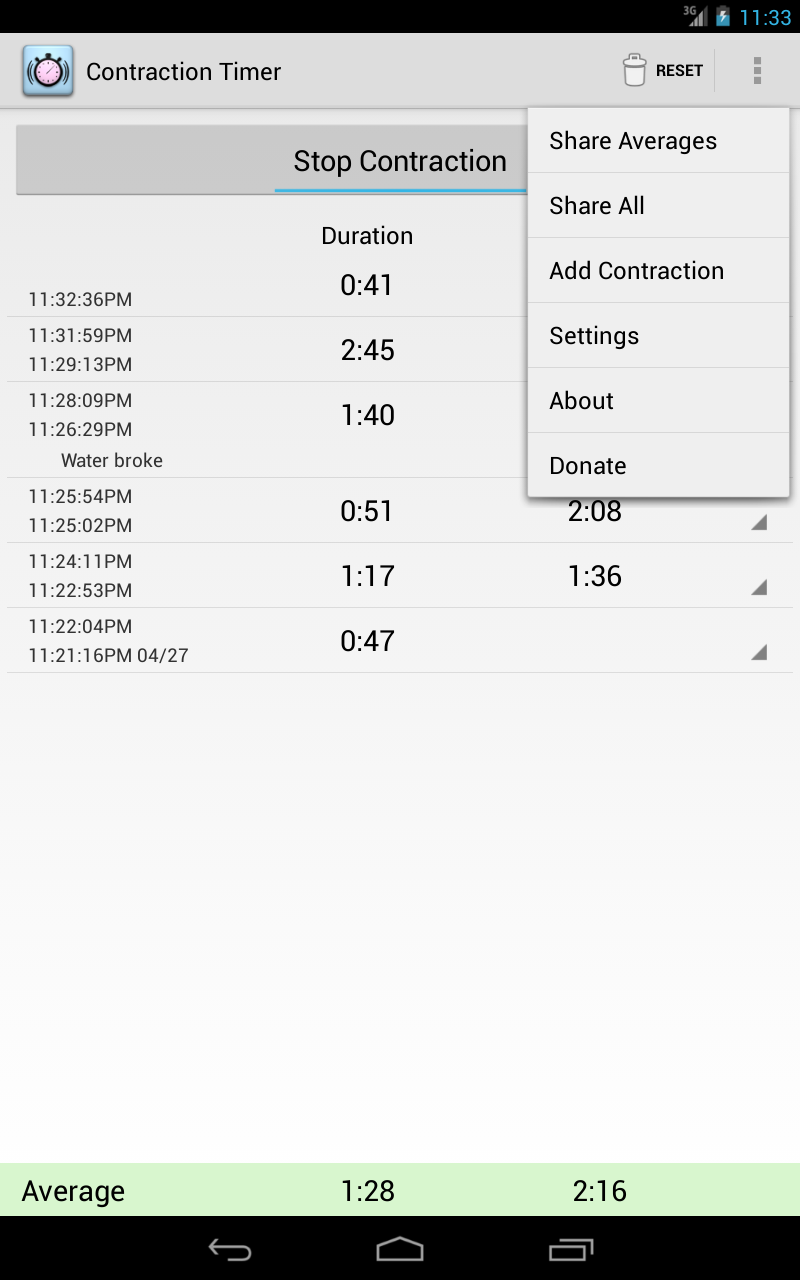 3G 11:33
Contraction Timer RESET
Share Averages
Stop Contraction
Share All
Duration
Add Contraction
0:41
11:32:36PM
Settings
11:31:59PM
2:45
11:29:13PM
About
11:28:09PM
1:40
11:26:29PM
Donate
Water broke
11:25:54PM
0:51 2:08
11:25:02PM
11:24:11PM
1:17 1:36
11:22:53PM
11:22:04PM
0:47
11:21:16PM 04/27
Average 1:28 2:16